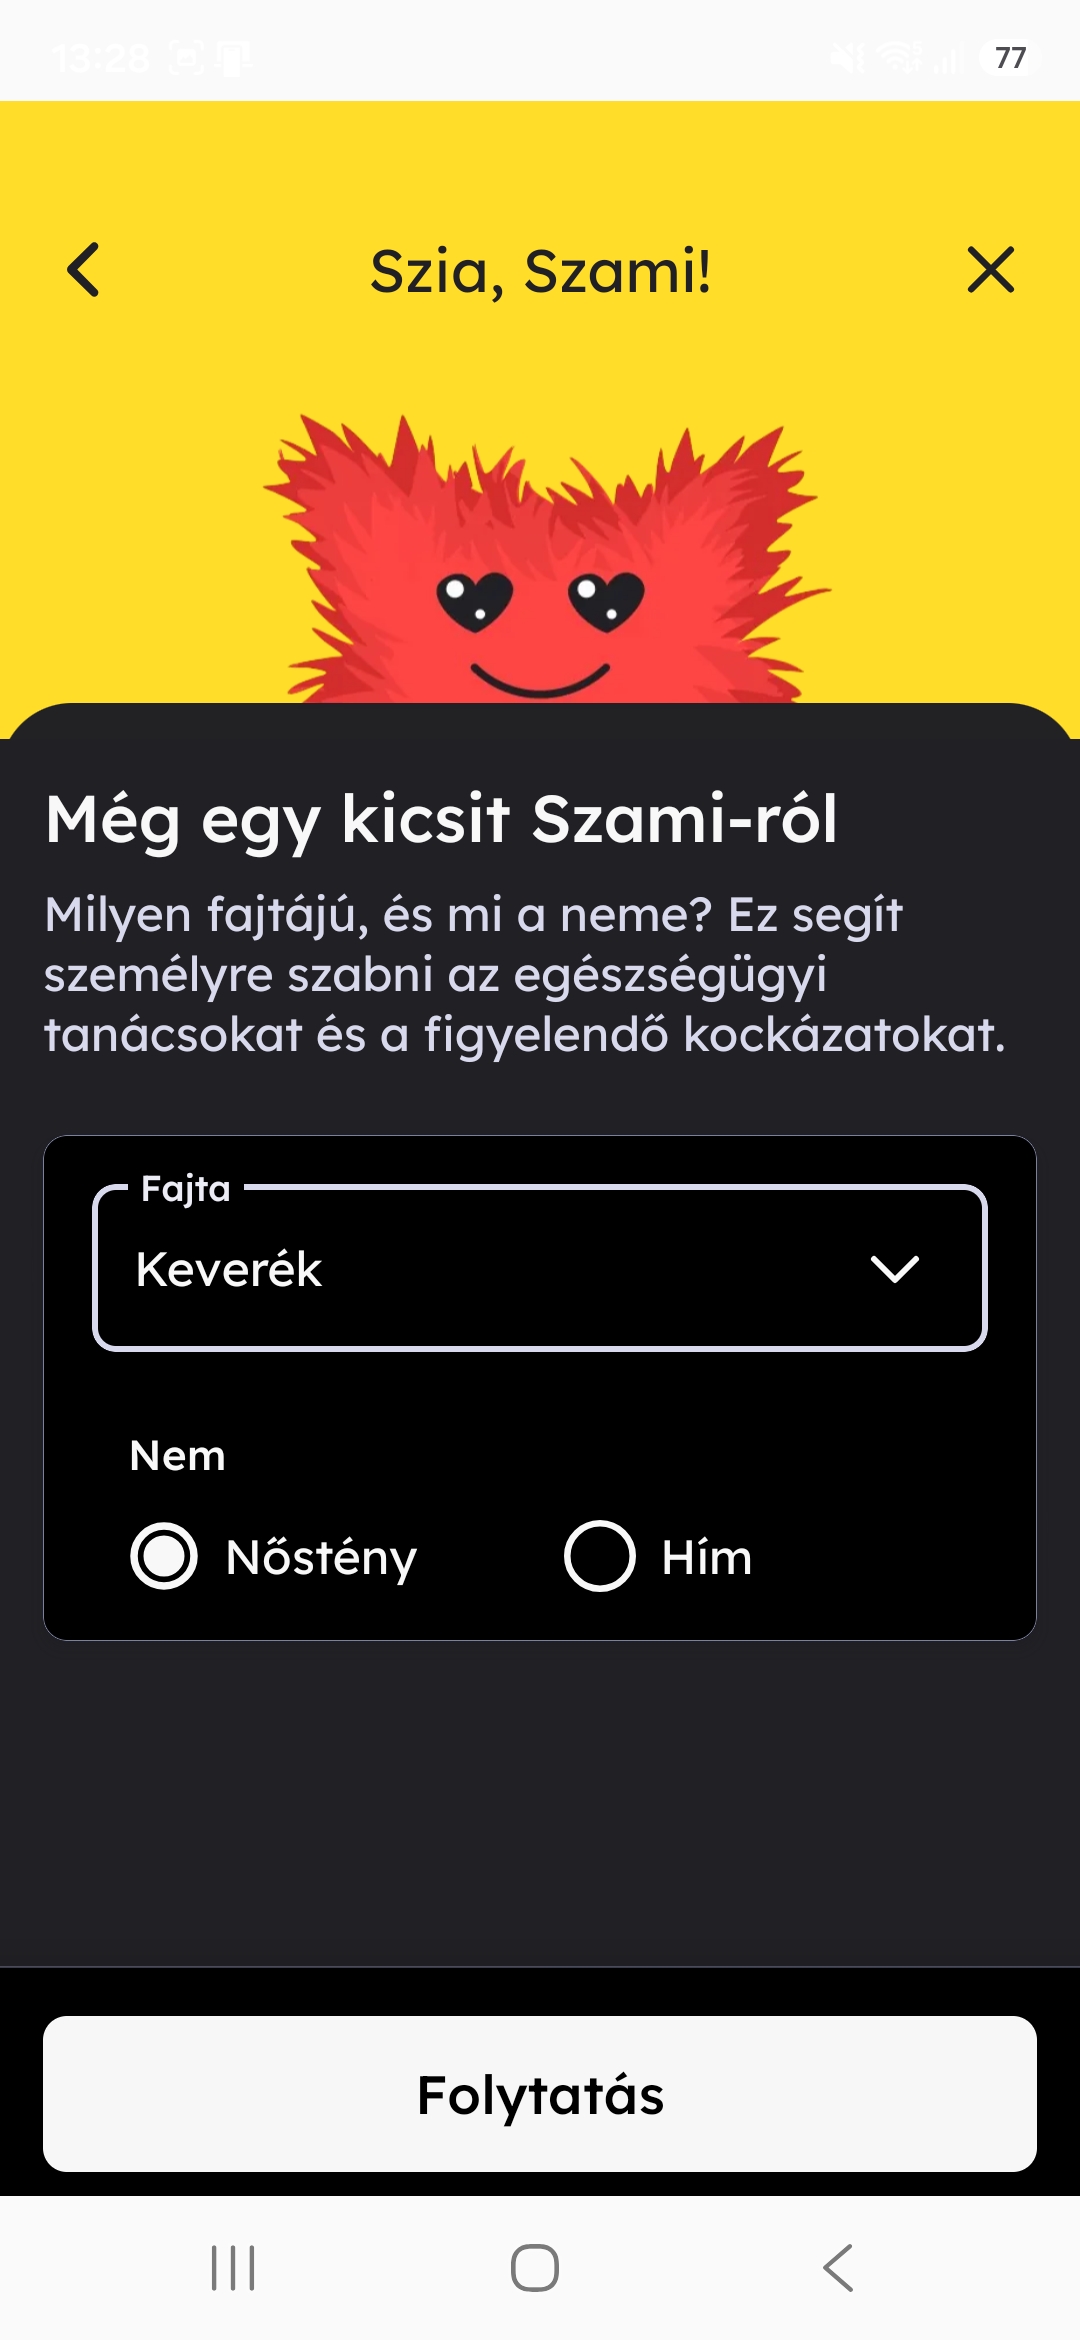 13:28
77
Szia, Szami!
Még egy kicsit Szami-ról
Milyen fajtájú, és mi a neme? Ez segít
személyre szabni az egészségügyi
tanácsokat és a figyelendő kockázatokat.
Fajta
Keverék
Nem
Nőstény
Hím
Folytatás